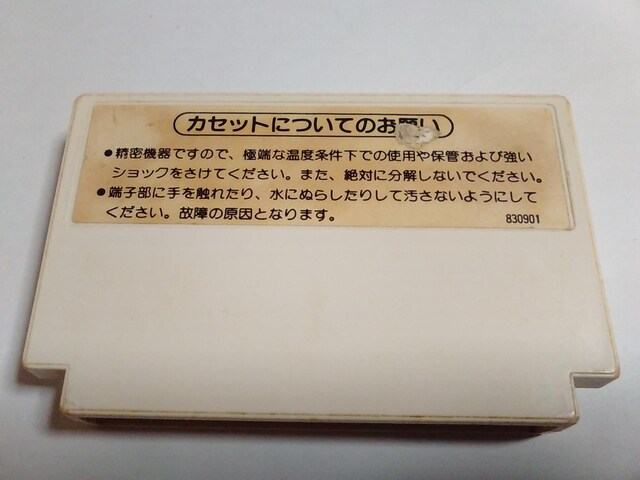 カセットについてのお願い
●精密機器ですので、極端な温度条件下での使用や保管および強い
ショックをさけてください。また、絶対に分解しないでください。
●端子部に手を触れたり、水にぬらしたりして汚さないようにして
ください。故障の原因となります。
830901